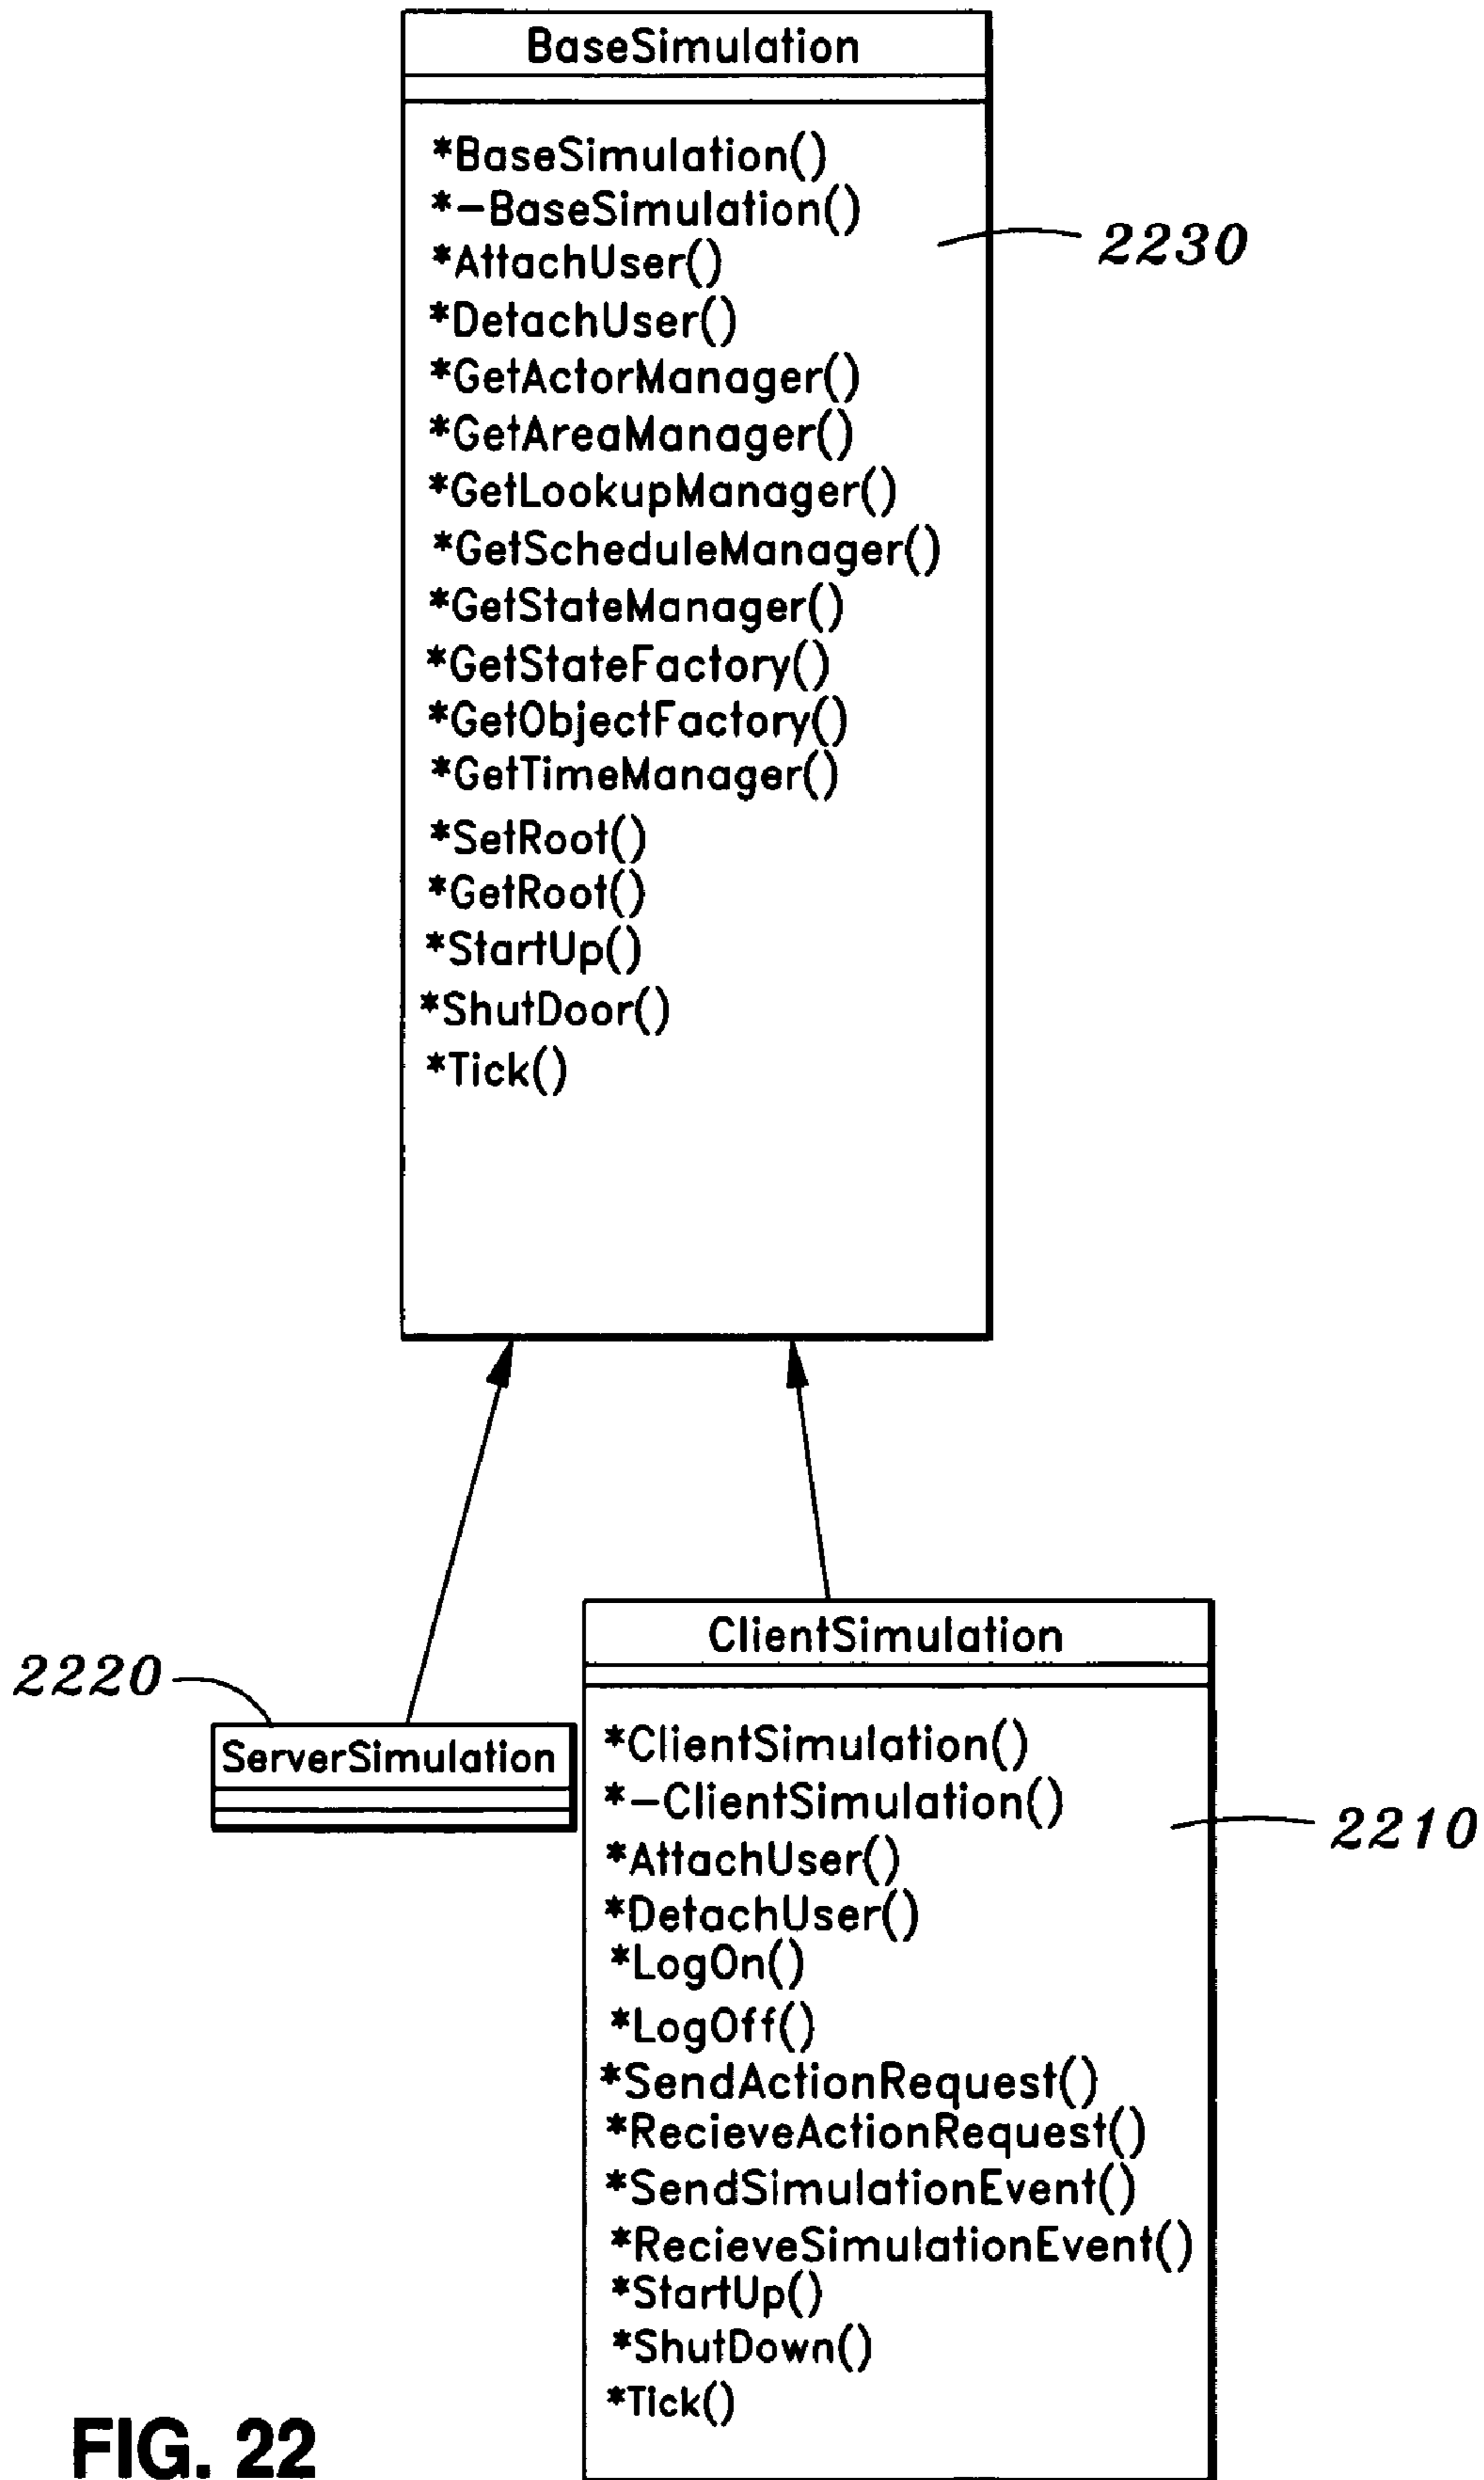 BaseSimulation
*BaseSimulation()
*-BaseSimulation()
2230
*AttachUser()
*DetachUser()
*GetActorManager()
*GetAreaManager()
*GetLookupManager()
*GetScheduleManager()
*GetStateManager()
*GetStateFactory()
*GetObjectFactory()
*GetTimeManager()
*SetRoot()
*GetRoot()
*StartUp()
*ShutDoor()
*Tick()
2220
ServerSimulation
ClientSimulation
*ClientSimulation()
*-ClientSimulation()
2210
*AttachUser()
*DetachUser()
*LogOn()
*LogOff()
*SendActionRequest()
*RecieveActionRequest()
*SendSimulationEvent()
*RecieveSimulationEvent()
*StartUp()
*ShutDown()
*Tick()
FIG. 22